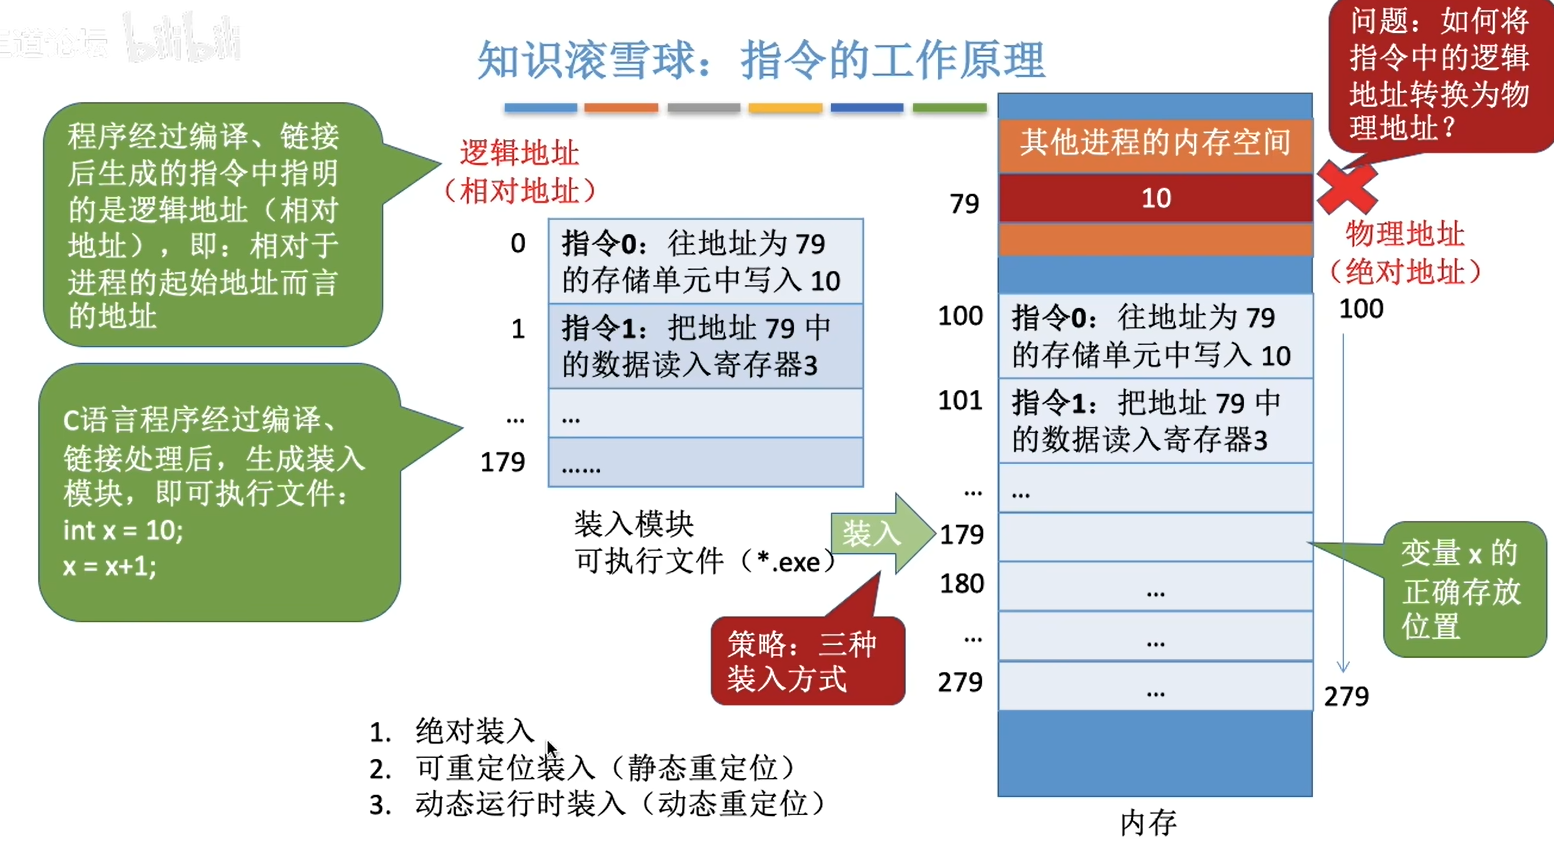 王道论坛 bilibili
知识滚雪球：指令的工作原理
程序经过编译、链接
后生成的指令中指明
的是逻辑地址（相对
地址），即：相对于
进程的起始地址而言
的地址
C语言程序经过编译、
链接处理后，生成装入
模块，即可执行文件：
int x = 10;
x = x+1;
逻辑地址
（相对地址）
0
指令0：往地址为 79
的存储单元中写入 10
1
指令1：把地址 79 中
的数据读入寄存器3
...
...
179
......
装入模块
可执行文件（*.exe）
装入
策略：三种
装入方式
1. 绝对装入
2. 可重定位装入（静态重定位）
3. 动态运行时装入（动态重定位）
其他进程的内存空间
79
10
100
指令0：往地址为 79
的存储单元中写入 10
101
指令1：把地址 79 中
的数据读入寄存器3
...
...
179
180
...
...
...
279
...
内存
问题：如何将
指令中的逻辑
地址转换为物
理地址？
物理地址
（绝对地址）
100
279
变量 x 的
正确存放
位置